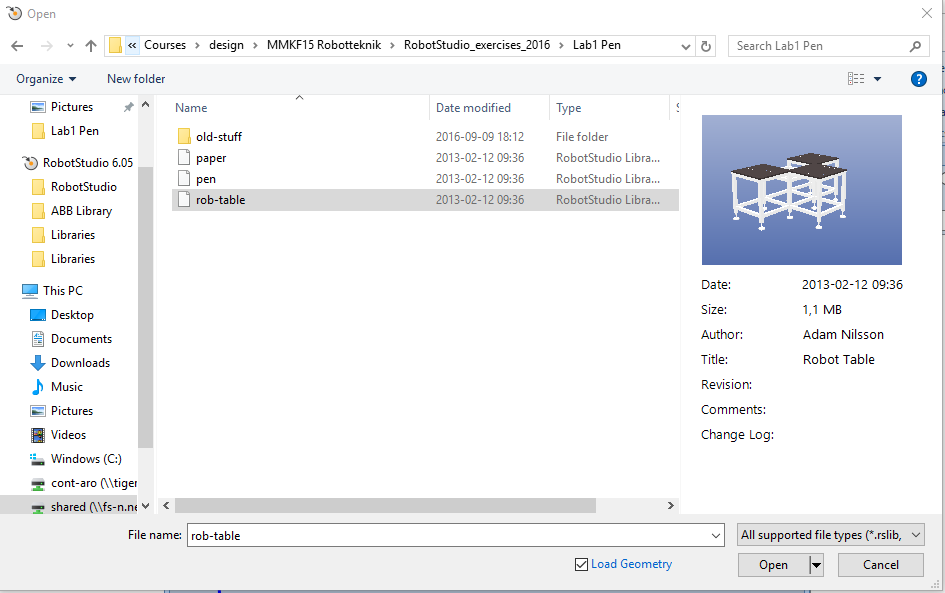 Open
« Courses › design › MMKF15 Robotteknik › RobotStudio_exercises_2016 › Lab1 Pen
Search Lab1 Pen
Organize
New folder
?
Pictures
Lab1 Pen
RobotStudio 6.05
RobotStudio
ABB Library
Libraries
Libraries
This PC
Desktop
Documents
Downloads
Music
Pictures
Videos
Windows (C:)
cont-aro (\\tiger
shared (\\fs-n.ne
Name Date modified Type S
old-stuff 2016-09-09 18:12 File folder
paper 2013-02-12 09:36 RobotStudio Libra...
pen 2013-02-12 09:36 RobotStudio Libra...
rob-table 2013-02-12 09:36 RobotStudio Libra...
Date: 2013-02-12 09:36
Size: 1,1 MB
Author: Adam Nilsson
Title: Robot Table
Revision:
Comments:
Change Log:
File name: rob-table
All supported file types (*.rslib,
Load Geometry
Open
Cancel